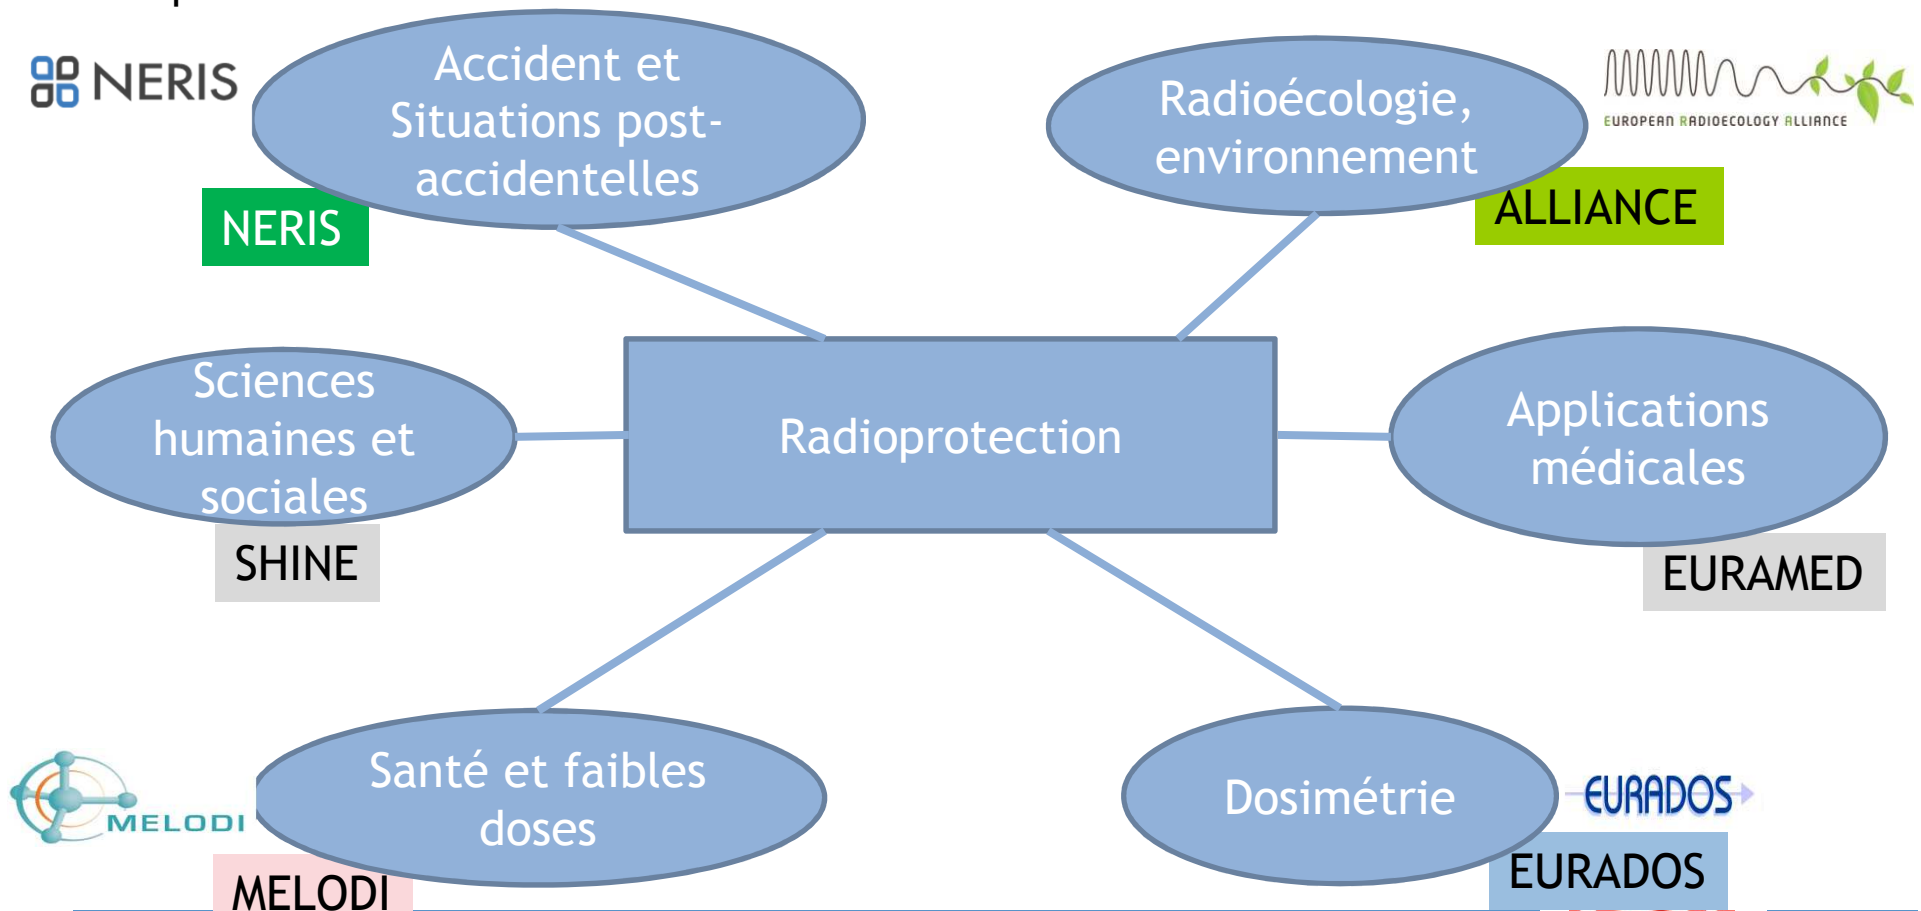 NERIS
Accident et
Situations post-
accidentelles
NERIS
Radioécologie,
environnement
EUROPEAN RADIOECOLOGY ALLIANCE
ALLIANCE
Sciences
humaines et
sociales
SHINE
Radioprotection
Applications
médicales
EURAMED
MELODI
Santé et faibles
doses
MELODI
Dosimétrie
EURADOS
EURADOS